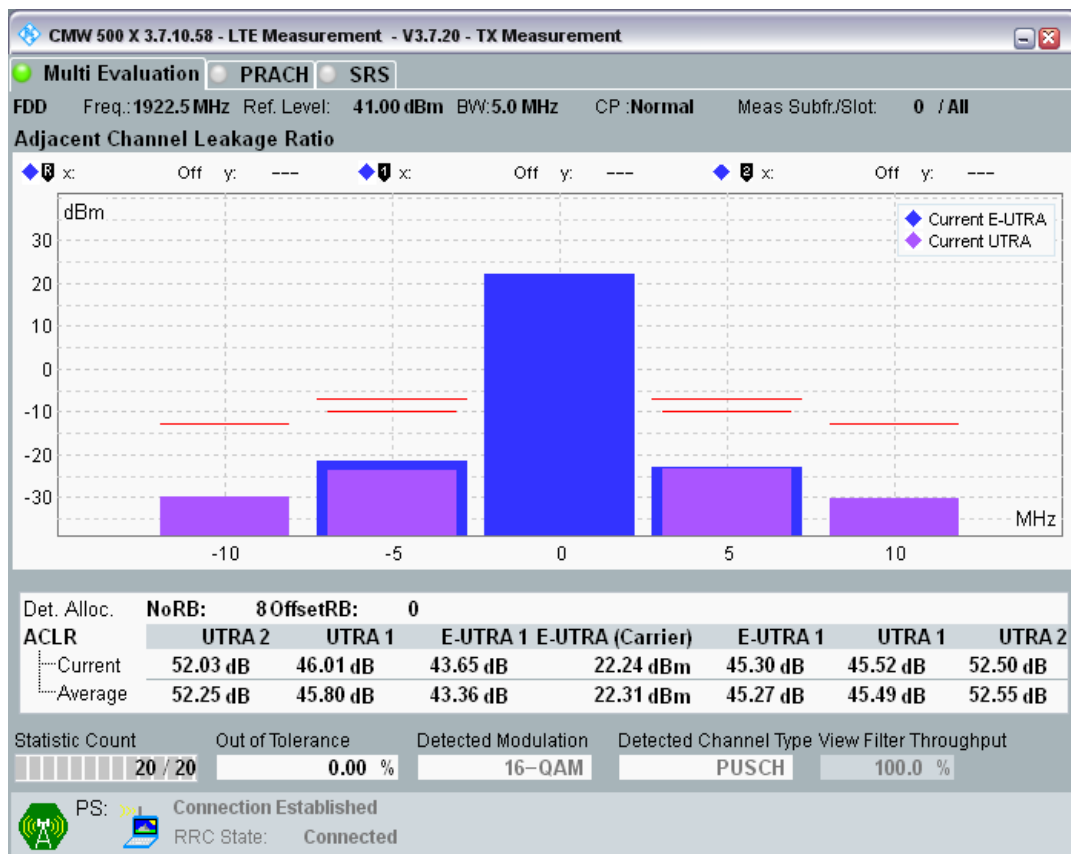 CMW 500 X 3.7.10.58 - LTE Measurement - V3.7.20 - TX Measurement
Multi Evaluation PRACH SRS
FDD Freq.:1922.5 MHz Ref. Level: 41.00 dBm BW:5.0 MHz CP :Normal Meas Subfr./Slot: 0 / All
Adjacent Channel Leakage Ratio
R x: Off y: --- 1 x: Off y: --- 2 x: Off y: ---
dBm
Current E-UTRA
Current UTRA
30
20
10
0
-10
-20
-30
MHz
-10 -5 0 5 10
Det. Alloc. NoRB: 8 OffsetRB: 0
ACLR UTRA 2 UTRA 1 E-UTRA 1 E-UTRA (Carrier) E-UTRA 1 UTRA 1 UTRA 2
Current 52.03 dB 46.01 dB 43.65 dB 22.24 dBm 45.30 dB 45.52 dB 52.50 dB
Average 52.25 dB 45.80 dB 43.36 dB 22.31 dBm 45.27 dB 45.49 dB 52.55 dB
Statistic Count Out of Tolerance Detected Modulation Detected Channel Type View Filter Throughput
20 / 20 0.00 % 16-QAM PUSCH 100.0 %
PS: Connection Established
RRC State: Connected